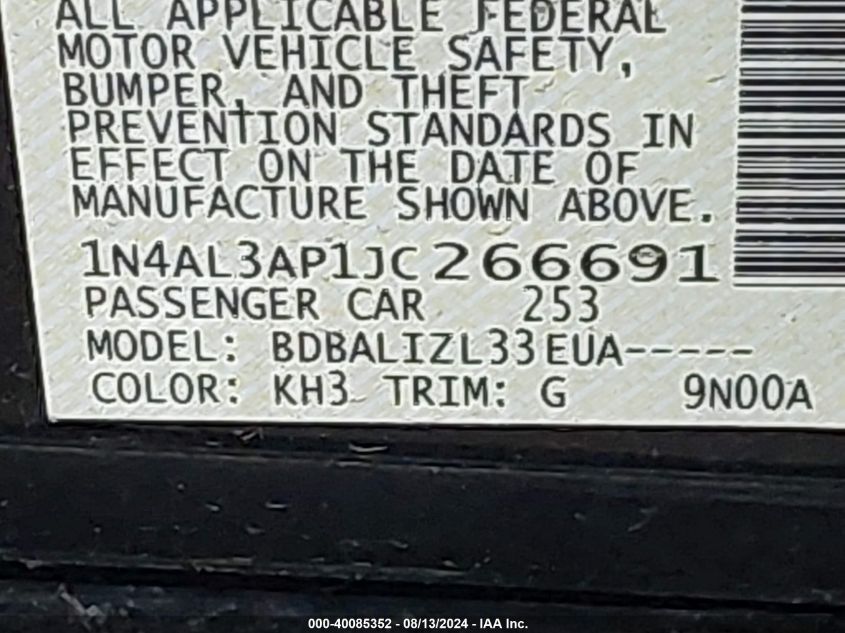 ALL APPLICABLE FEDERAL
MOTOR VEHICLE SAFETY,
BUMPER, AND THEFT
PREVENTION STANDARDS IN
EFFECT ON THE DATE OF
MANUFACTURE SHOWN ABOVE.
1N4AL3AP1JC266691
PASSENGER CAR 253
MODEL: BDBALIZL33EUA-----
COLOR: KH3 TRIM: G 9N00A
000-40085352 - 08/13/2024 - IAA Inc.